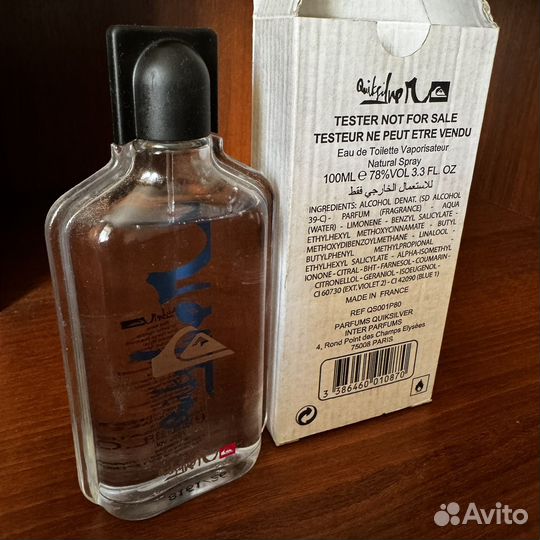 Quiksilver
TESTER NOT FOR SALE
TESTEUR NE PEUT ETRE VENDU
Eau de Toilette Vaporisateur
Natural Spray
100ML ℮ 78%VOL 3.3 FL. OZ
للاستعمال الخارجي فقط
INGREDIENTS: ALCOHOL DENAT. (SD ALCOHOL
39-C) - PARFUM (FRAGRANCE) - AQUA
(WATER) - LIMONENE - BENZYL SALICYLATE -
ETHYLHEXYL METHOXYCINNAMATE - BUTYL
METHOXYDIBENZOYLMETHANE - LINALOOL -
BUTYLPHENYL METHYLPROPIONAL -
ETHYLHEXYL SALICYLATE - ALPHA-ISOMETHYL
IONONE - CITRAL - BHT - FARNESOL - COUMARIN -
CITRONELLOL - GERANIOL - ISOEUGENOL -
CI 60730 (EXT.VIOLET 2) - CI 42090 (BLUE 1)
MADE IN FRANCE
REF QS001P80
PARFUMS QUIKSILVER
INTER PARFUMS
4, Rond Point des Champs Elysées
75008 PARIS
3 386460 010870
Avito